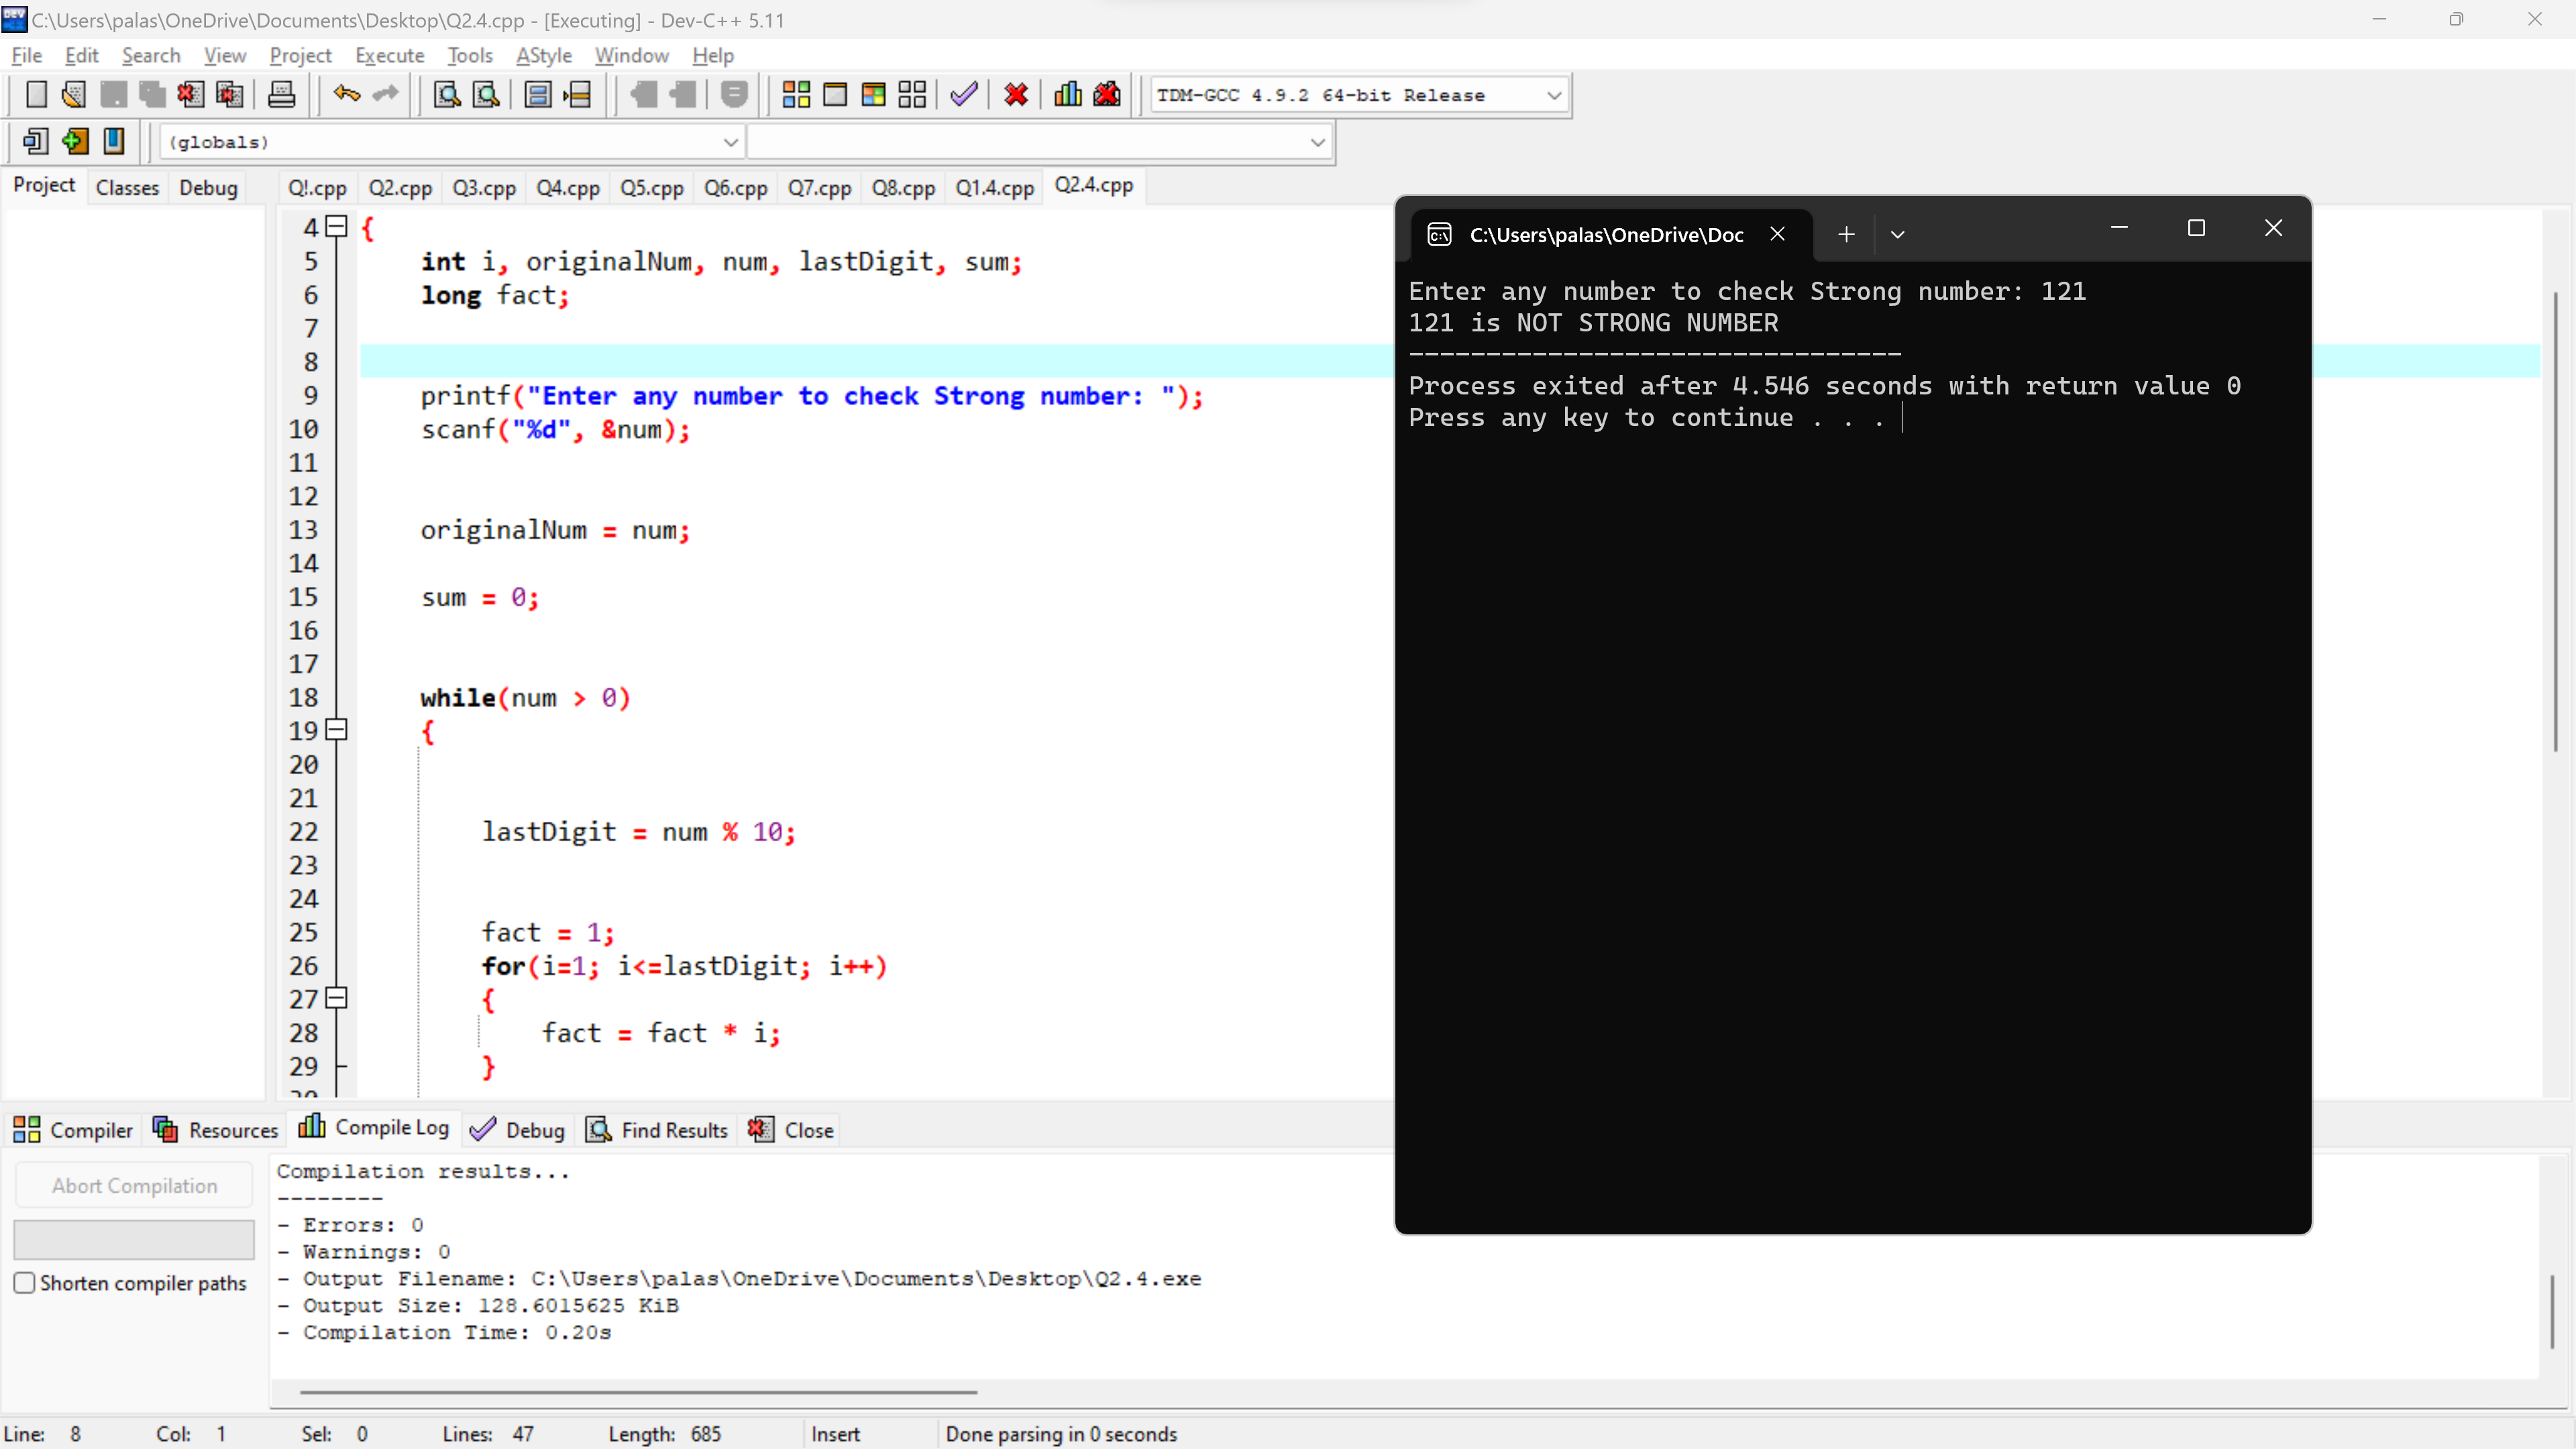 C:\Users\palas\OneDrive\Documents\Desktop\Q2.4.cpp - [Executing] - Dev-C++ 5.11
File Edit Search View Project Execute Tools AStyle Window Help
TDM-GCC 4.9.2 64-bit Release
(globals)
Project Classes Debug
Q!.cpp Q2.cpp Q3.cpp Q4.cpp Q5.cpp Q6.cpp Q7.cpp Q8.cpp Q1.4.cpp Q2.4.cpp
4 {
5 int i, originalNum, num, lastDigit, sum;
6 long fact;
7
8
9 printf("Enter any number to check Strong number: ");
10 scanf("%d", &num);
11
12
13 originalNum = num;
14
15 sum = 0;
16
17
18 while(num > 0)
19 {
20
21
22 lastDigit = num % 10;
23
24
25 fact = 1;
26 for(i=1; i<=lastDigit; i++)
27 {
28 fact = fact * i;
29 }
C:\Users\palas\OneDrive\Doc
Enter any number to check Strong number: 121
121 is NOT STRONG NUMBER
--------------------------------
Process exited after 4.546 seconds with return value 0
Press any key to continue . . .
Compiler Resources Compile Log Debug Find Results Close
Abort Compilation
Shorten compiler paths
Compilation results...
--------
- Errors: 0
- Warnings: 0
- Output Filename: C:\Users\palas\OneDrive\Documents\Desktop\Q2.4.exe
- Output Size: 128.6015625 KiB
- Compilation Time: 0.20s
Line: 8 Col: 1 Sel: 0 Lines: 47 Length: 685 Insert Done parsing in 0 seconds